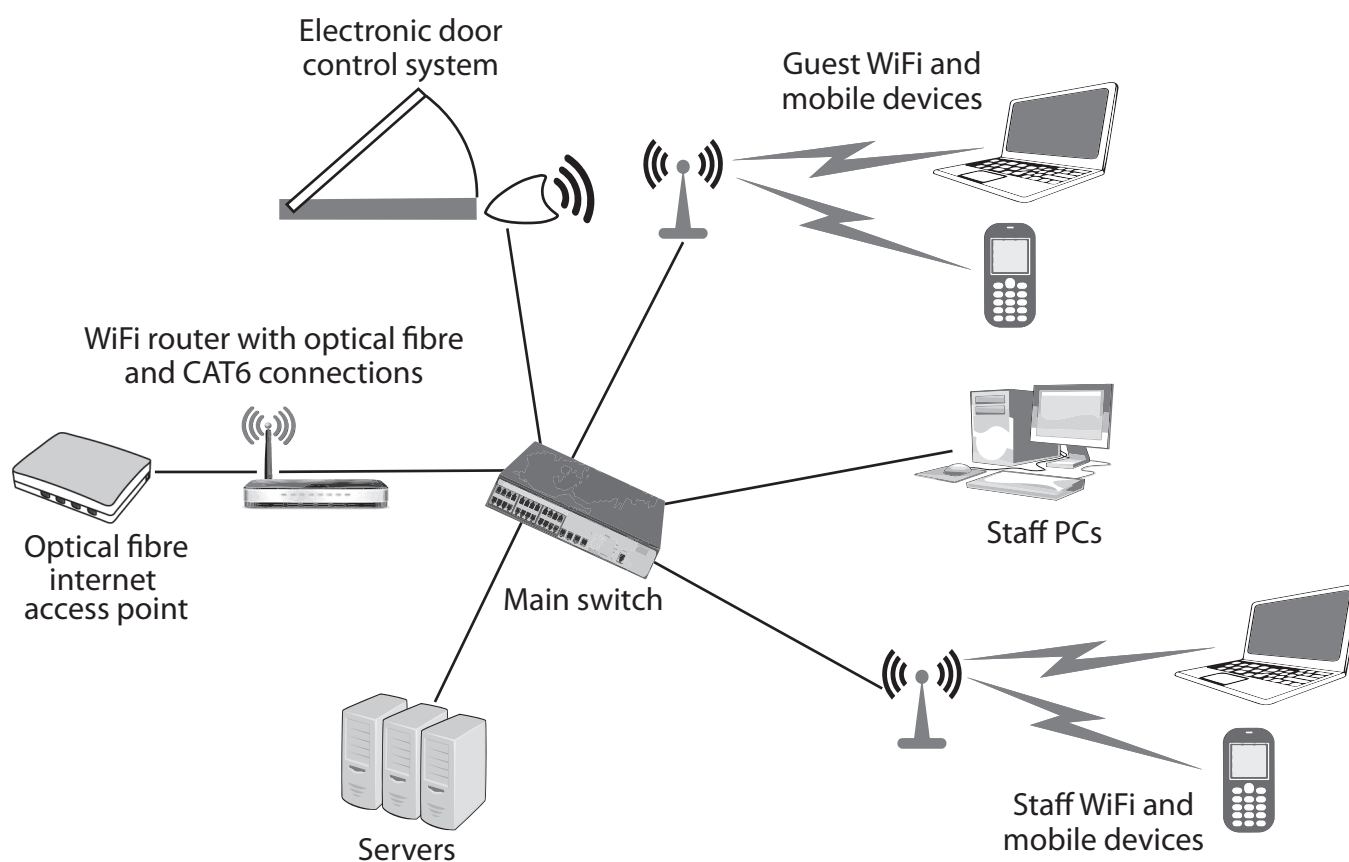 Electronic door
control system
Guest WiFi and
mobile devices
WiFi router with optical fibre
and CAT6 connections
Optical fibre
internet
access point
Main switch
Staff PCs
Servers
Staff WiFi and
mobile devices